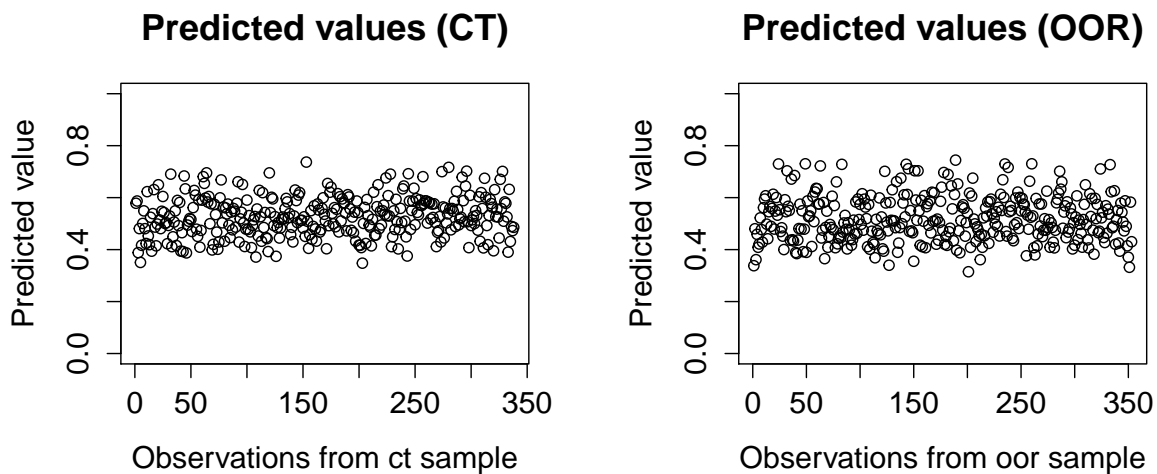 Predicted values (CT)
Predicted value
0.0 0.4 0.8
0 50 150 250 350
Observations from ct sample
Predicted values (OOR)
Predicted value
0.0 0.4 0.8
0 50 150 250 350
Observations from oor sample